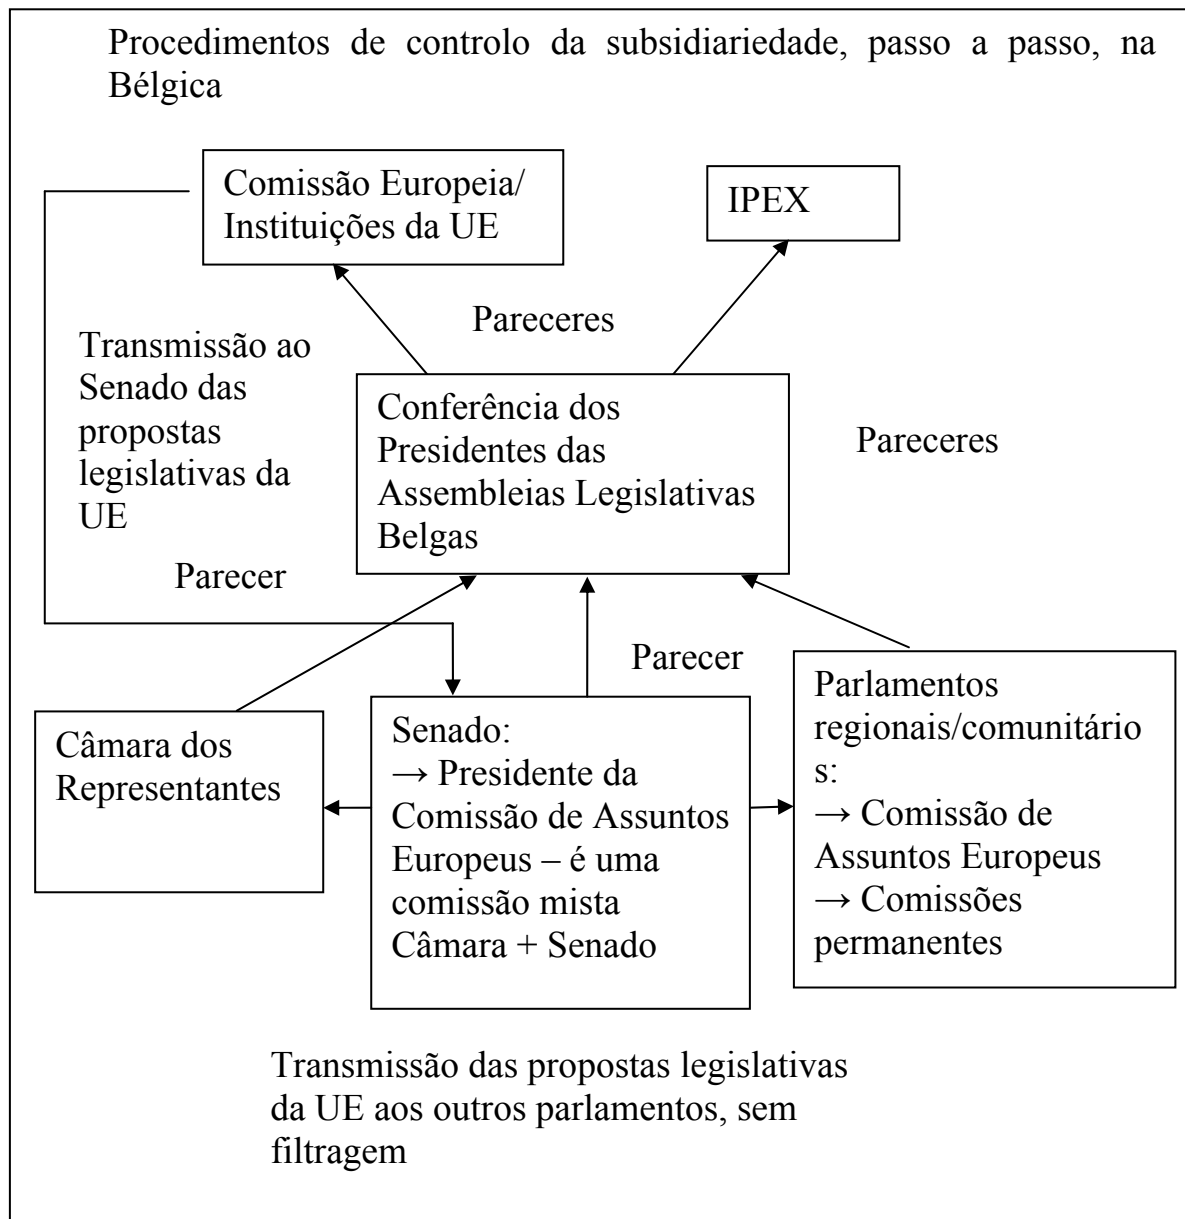 Procedimentos de controlo da subsidiariedade, passo a passo, na
Bélgica
Comissão Europeia/
Instituições da UE
IPEX
Pareceres
Transmissão ao
Senado das
propostas
legislativas da
UE
Conferência dos
Presidentes das
Assembleias Legislativas
Belgas
Pareceres
Parecer
Parecer
Câmara dos
Representantes
Senado:
→ Presidente da
Comissão de Assuntos
Europeus – é uma
comissão mista
Câmara + Senado
Parlamentos
regionais/comunitário
s:
→ Comissão de
Assuntos Europeus
→ Comissões
permanentes
Transmissão das propostas legislativas
da UE aos outros parlamentos, sem
filtragem